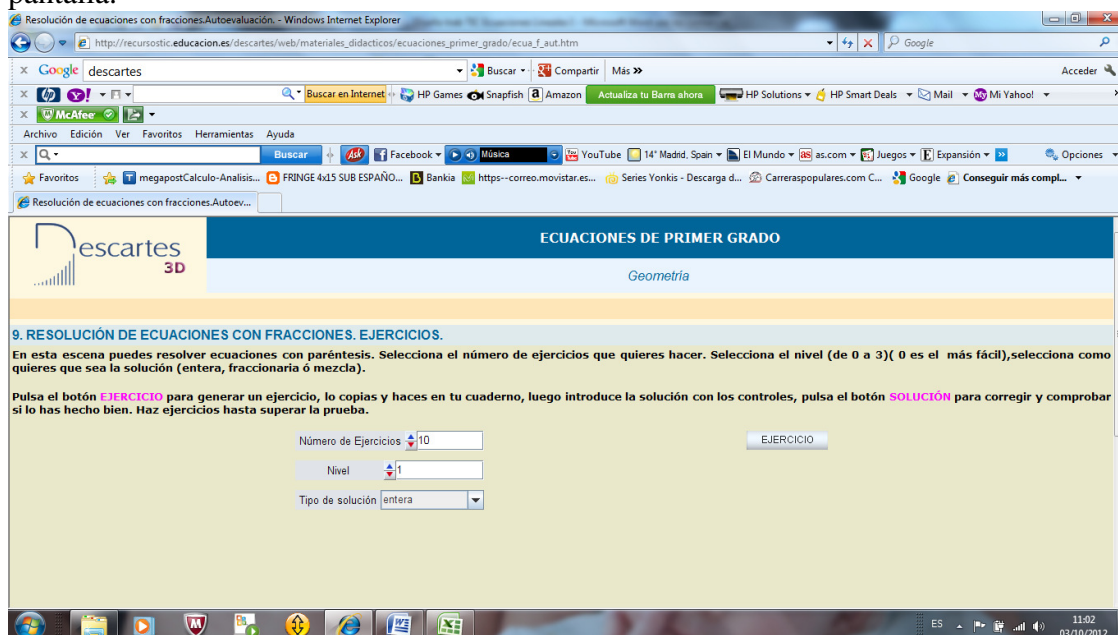 pantalla.
Resolución de ecuaciones con fracciones.Autoevaluación. - Windows Internet Explorer
http://recursostic.educacion.es/descartes/web/materiales_didacticos/ecuaciones_primer_grado/ecua_f_aut.htm Google
x Google descartes Buscar Compartir Más » Acceder
x hp Y! Buscar en Internet HP Games Snapfish a Amazon Actualiza tu Barra ahora HP Solutions HP Smart Deals Mail Mi Yahoo!
x McAfee
Archivo Edición Ver Favoritos Herramientas Ayuda
x Buscar Ask Facebook Música YouTube 14° Madrid, Spain El Mundo as as.com Juegos E Expansión » Opciones
Favoritos megapostCalculo-Analisis... FRINGE 4x15 SUB ESPAÑO... Bankia https--correo.movistar.es... Series Yonkis - Descarga d... Carreraspopulares.com C... Google Conseguir más compl...
Resolución de ecuaciones con fracciones.Autoev...
Descartes 3D
ECUACIONES DE PRIMER GRADO
Geometria
9. RESOLUCIÓN DE ECUACIONES CON FRACCIONES. EJERCICIOS.
En esta escena puedes resolver ecuaciones con paréntesis. Selecciona el número de ejercicios que quieres hacer. Selecciona el nivel (de 0 a 3)( 0 es el más fácil),selecciona como
quieres que sea la solución (entera, fraccionaria ó mezcla).
Pulsa el botón EJERCICIO para generar un ejercicio, lo copias y haces en tu cuaderno, luego introduce la solución con los controles, pulsa el botón SOLUCIÓN para corregir y comprobar
si lo has hecho bien. Haz ejercicios hasta superar la prueba.
Número de Ejercicios 10 EJERCICIO
Nivel 1
Tipo de solución entera
ES 11:02
03/10/2012